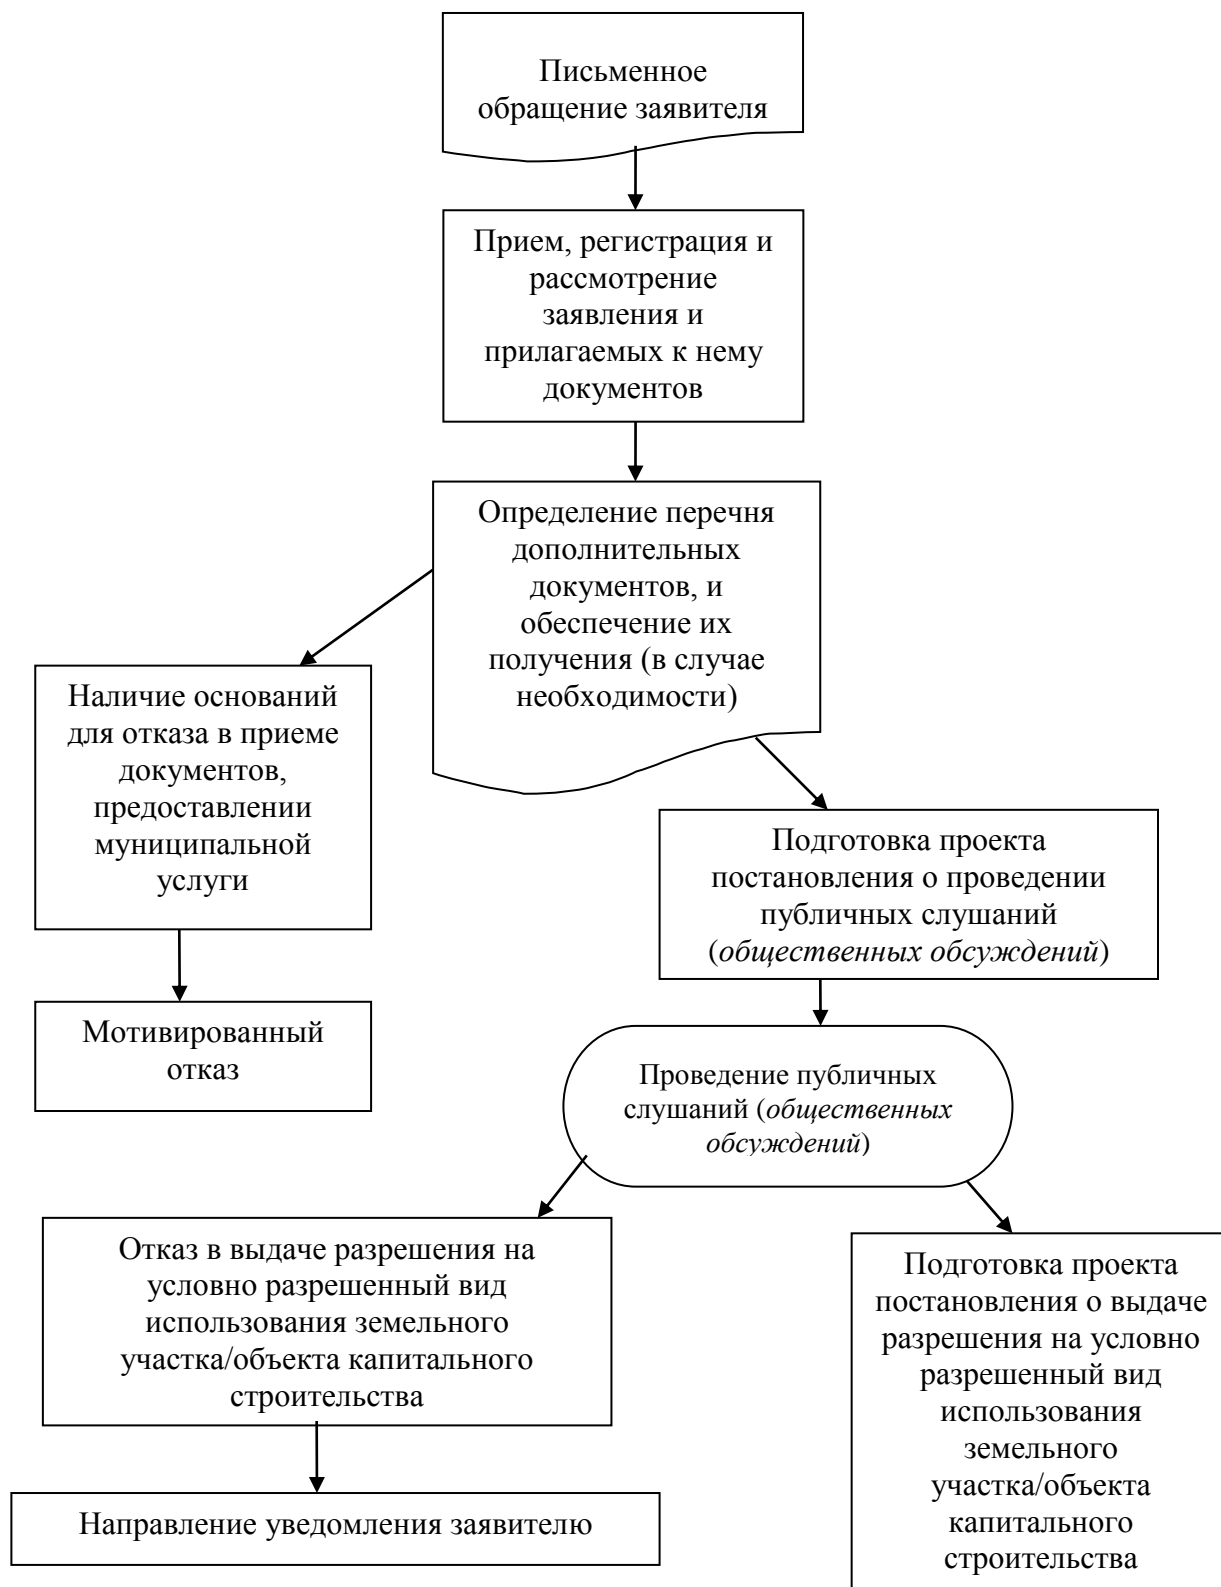 Письменное
обращение заявителя
Прием, регистрация и
рассмотрение
заявления и
прилагаемых к нему
документов
Определение перечня
дополнительных
документов, и
обеспечение их
получения (в случае
необходимости)
Наличие оснований
для отказа в приеме
документов,
предоставлении
муниципальной
услуги
Мотивированный
отказ
Подготовка проекта
постановления о проведении
публичных слушаний
(общественных обсуждений)
Проведение публичных
слушаний (общественных
обсуждений)
Отказ в выдаче разрешения на
условно разрешенный вид
использования земельного
участка/объекта капитального
строительства
Направление уведомления заявителю
Подготовка проекта
постановления о выдаче
разрешения на условно
разрешенный вид
использования
земельного
участка/объекта
капитального
строительства